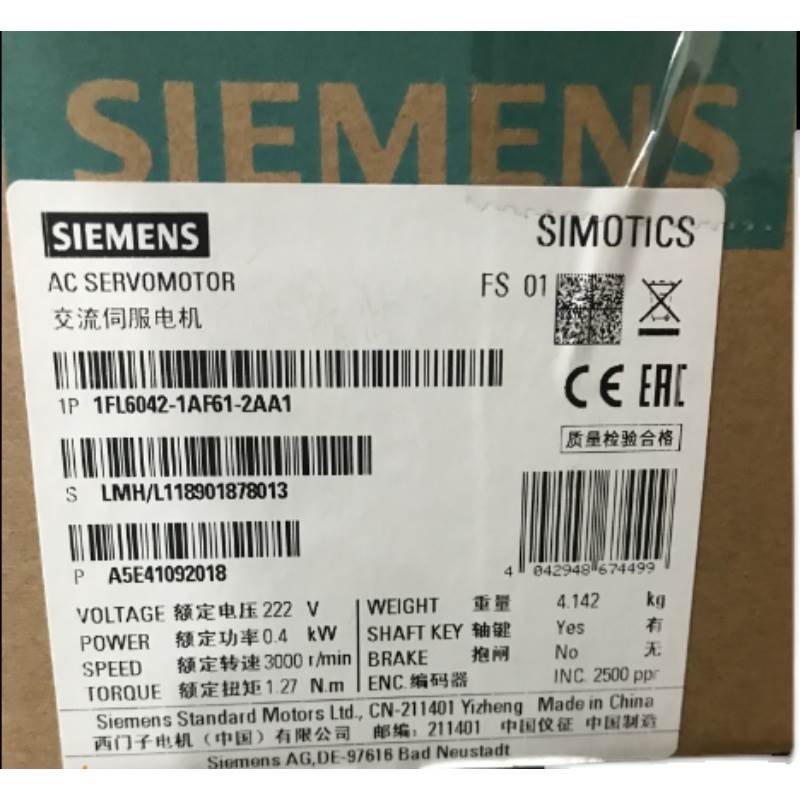 SIEMENS
SIEMENS
SIMOTICS
AC SERVOMOTOR
FS 01
交流伺服电机
1P 1FL6042-1AF61-2AA1
CE EAC
质量检验合格
S LMH/L118901878013
P A5E41092018
4 042948 674499
VOLTAGE 额定电压 222 V
POWER 额定功率 0.4 kW
SPEED 额定转速 3000 r/min
TORQUE 额定扭矩 1.27 N.m
WEIGHT 重量 4.142 kg
SHAFT KEY 轴键 Yes 有
BRAKE 抱闸 No 无
ENC.编码器 INC. 2500 ppr
Siemens Standard Motors Ltd., CN-211401 Yizheng Made in China
西门子电机（中国）有限公司 邮编: 211401 中国仪征 中国制造
Siemens AG,DE-97616 Bad Neustadt